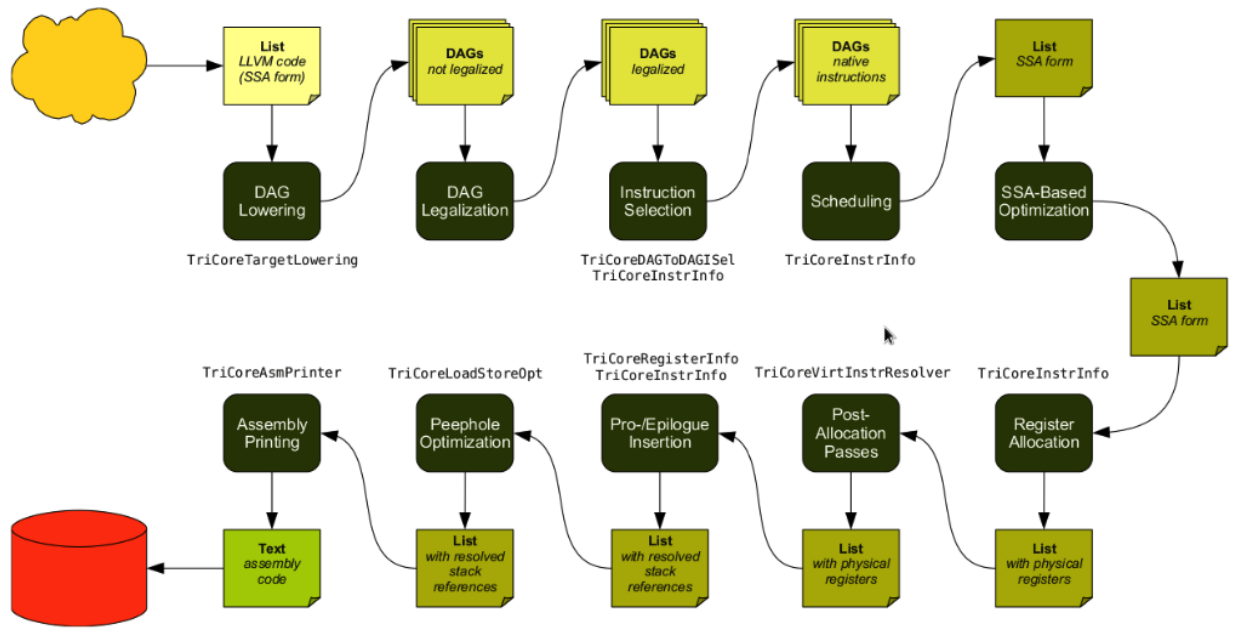 List
LLVM code
(SSA form)
DAGs
not legalized
DAGs
legalized
DAGs
native
instructions
List
SSA form
DAG
Lowering
DAG
Legalization
Instruction
Selection
Scheduling
SSA-Based
Optimization
TriCoreTargetLowering
TriCoreDAGToDAGISel
TriCoreInstrInfo
TriCoreInstrInfo
List
SSA form
TriCoreAsmPrinter
TriCoreLoadStoreOpt
TriCoreRegisterInfo
TriCoreInstrInfo
TriCoreVirtInstrResolver
TriCoreInstrInfo
Assembly
Printing
Peephole
Optimization
Pro-/Epilogue
Insertion
Post-
Allocation
Passes
Register
Allocation
Text
assembly
code
List
with resolved
stack
references
List
with resolved
stack
references
List
with physical
registers
List
with physical
registers